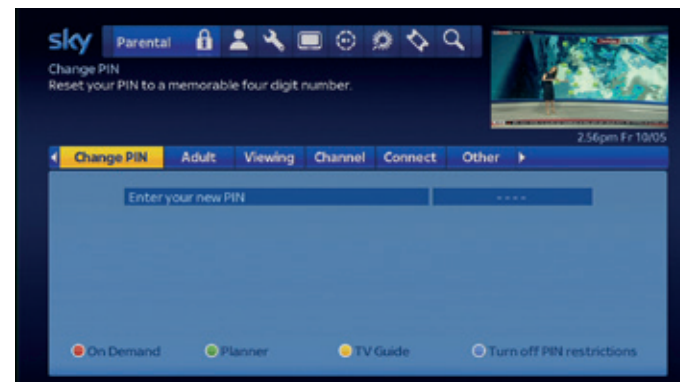 sky Parental
Change PIN
Reset your PIN to a memorable four digit number.
2.56pm Fr 10/05
Change PIN Adult Viewing Channel Connect Other
Enter your new PIN - - - -
On Demand Planner TV Guide Turn off PIN restrictions